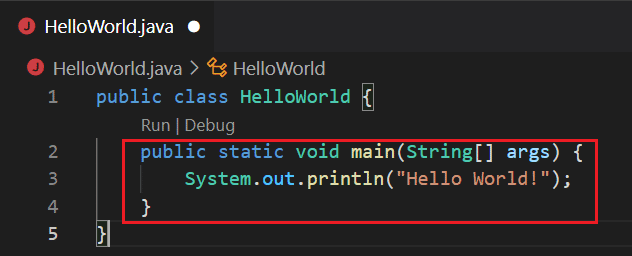 HelloWorld.java
HelloWorld.java > HelloWorld
1 public class HelloWorld {
Run | Debug
2 public static void main(String[] args) {
3 System.out.println("Hello World!");
4 }
5 }